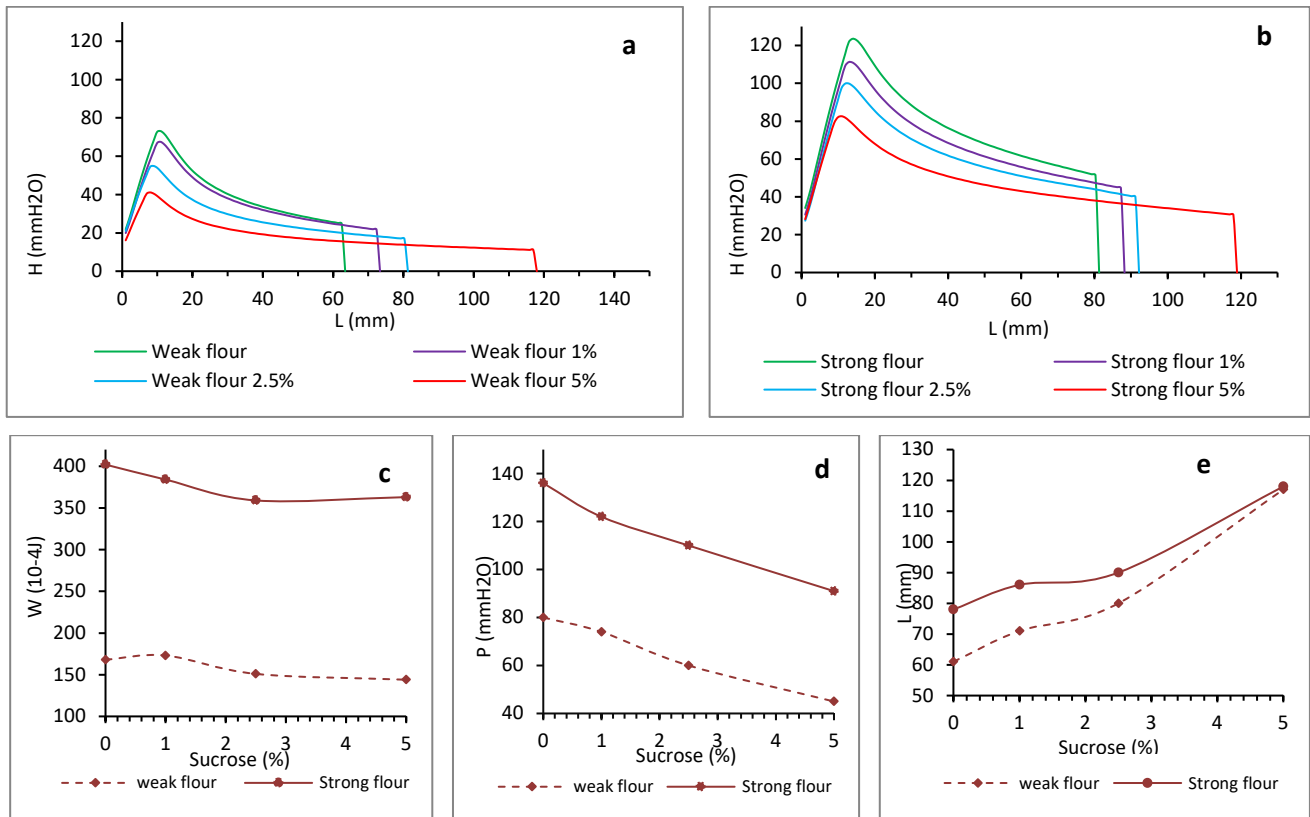 a
H (mmH2O)
120
100
80
60
40
20
0
0 20 40 60 80 100 120 140
L (mm)
Weak flour Weak flour 1%
Weak flour 2.5% Weak flour 5%
b
H (mmH2O)
120
100
80
60
40
20
0
0 20 40 60 80 100 120
L (mm)
Strong flour Strong flour 1%
Strong flour 2.5% Strong flour 5%
c
W (10-4J)
400
350
300
250
200
150
100
0 1 2 3 4 5
Sucrose (%)
weak flour Strong flour
d
P (mmH2O)
140
120
100
80
60
40
0 1 2 3 4 5
Sucrose (%)
weak flour Strong flour
e
L (mm)
130
120
110
100
90
80
70
60
50
0 1 2 3 4 5
Sucrose (%)
weak flour Strong flour